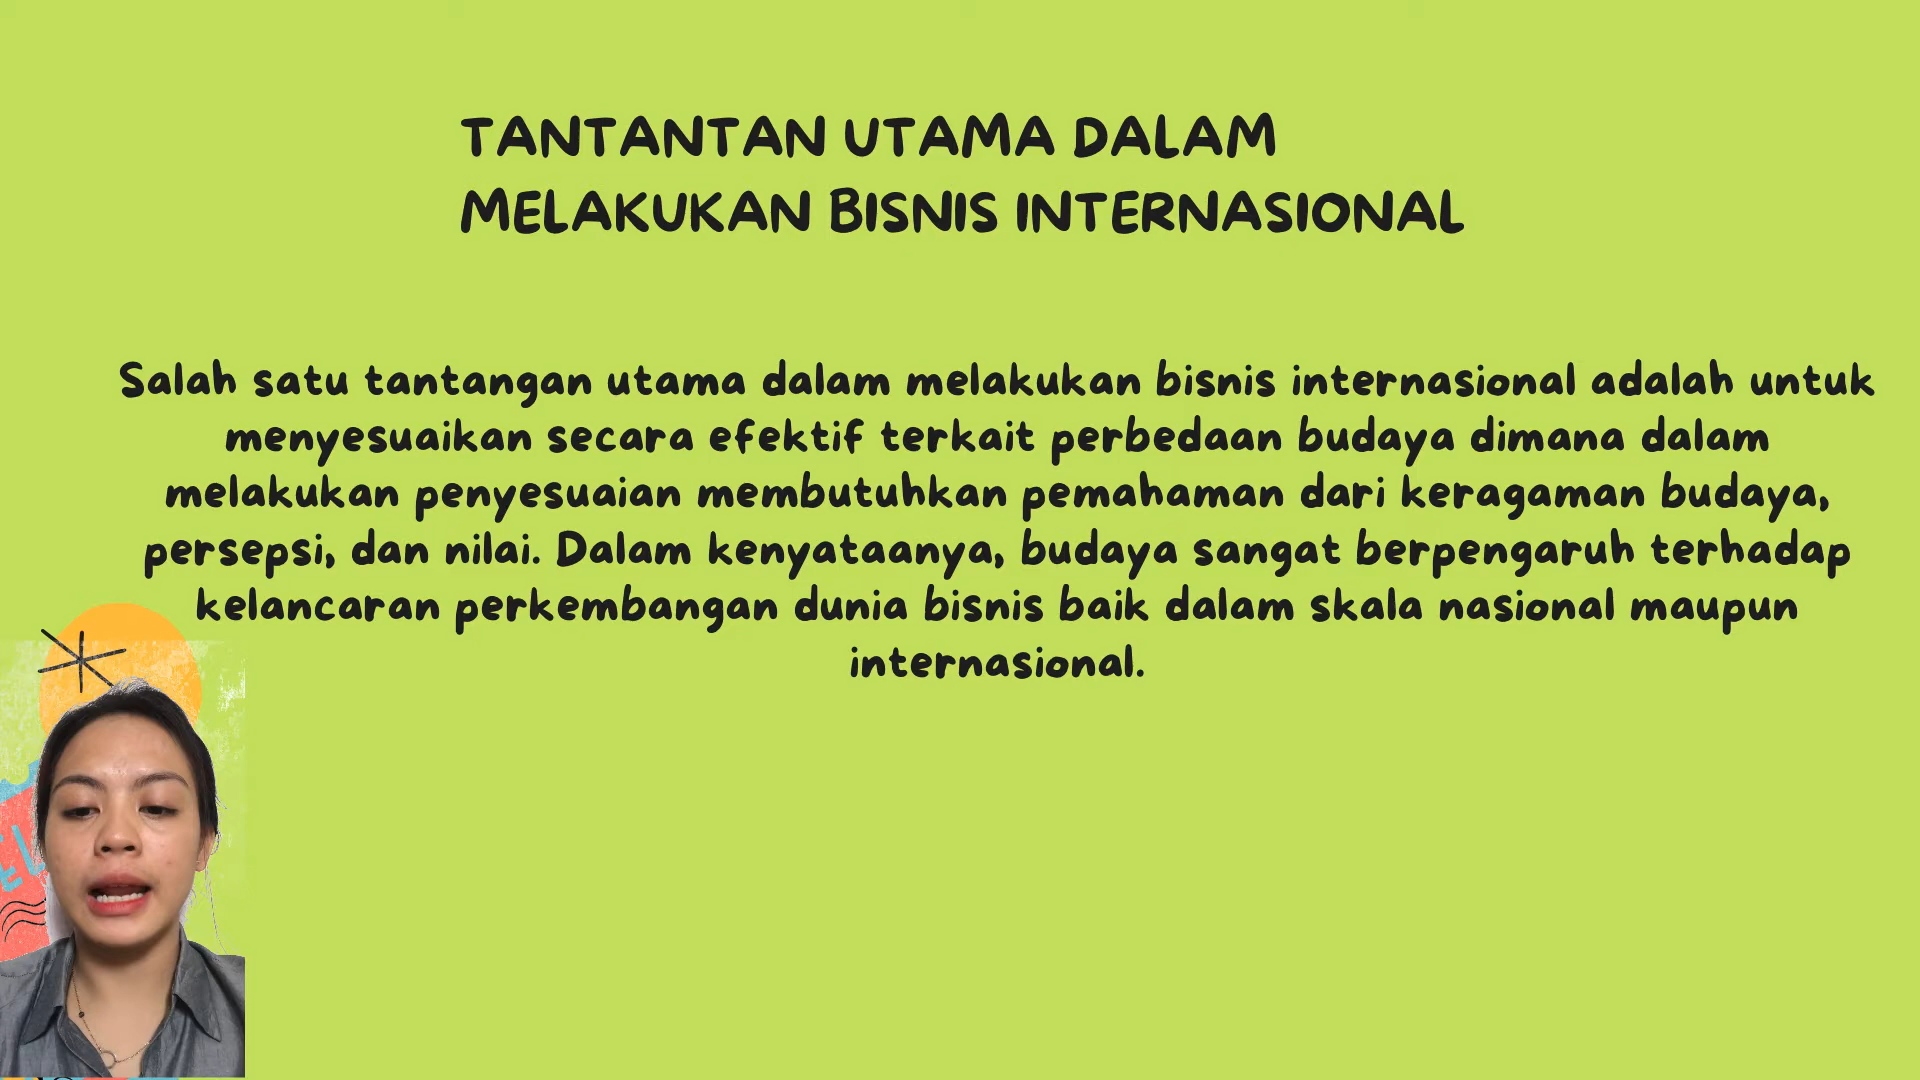 TANTANTAN UTAMA DALAM
MELAKUKAN BISNIS INTERNASIONAL
Salah satu tantangan utama dalam melakukan bisnis internasional adalah untuk
menyesuaikan secara efektif terkait perbedaan budaya dimana dalam
melakukan penyesuaian membutuhkan pemahaman dari keragaman budaya,
persepsi, dan nilai. Dalam kenyataanya, budaya sangat berpengaruh terhadap
kelancaran perkembangan dunia bisnis baik dalam skala nasional maupun
internasional.